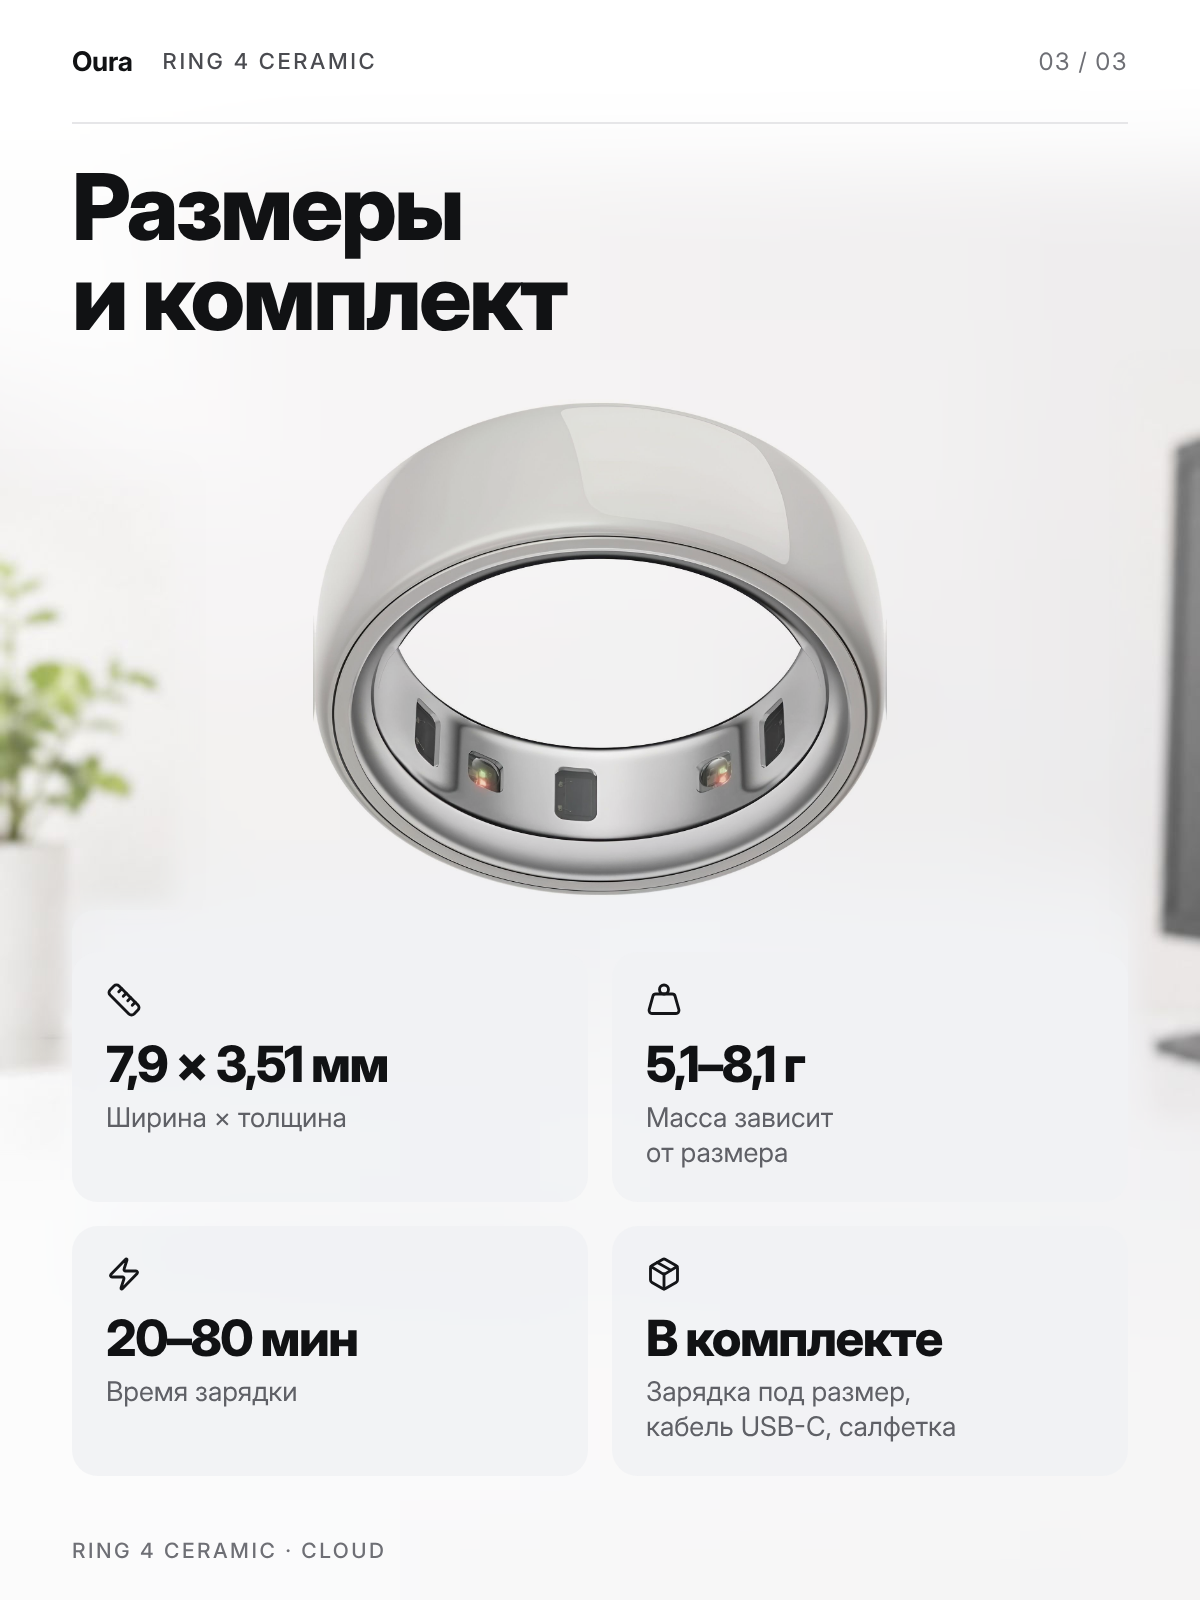 Oura RING 4 CERAMIC 03 / 03
Размеры
и комплект
7,9 × 3,51 мм
Ширина × толщина
5,1–8,1 г
Масса зависит
от размера
20–80 мин
Время зарядки
В комплекте
Зарядка под размер,
кабель USB-C, салфетка
RING 4 CERAMIC · CLOUD